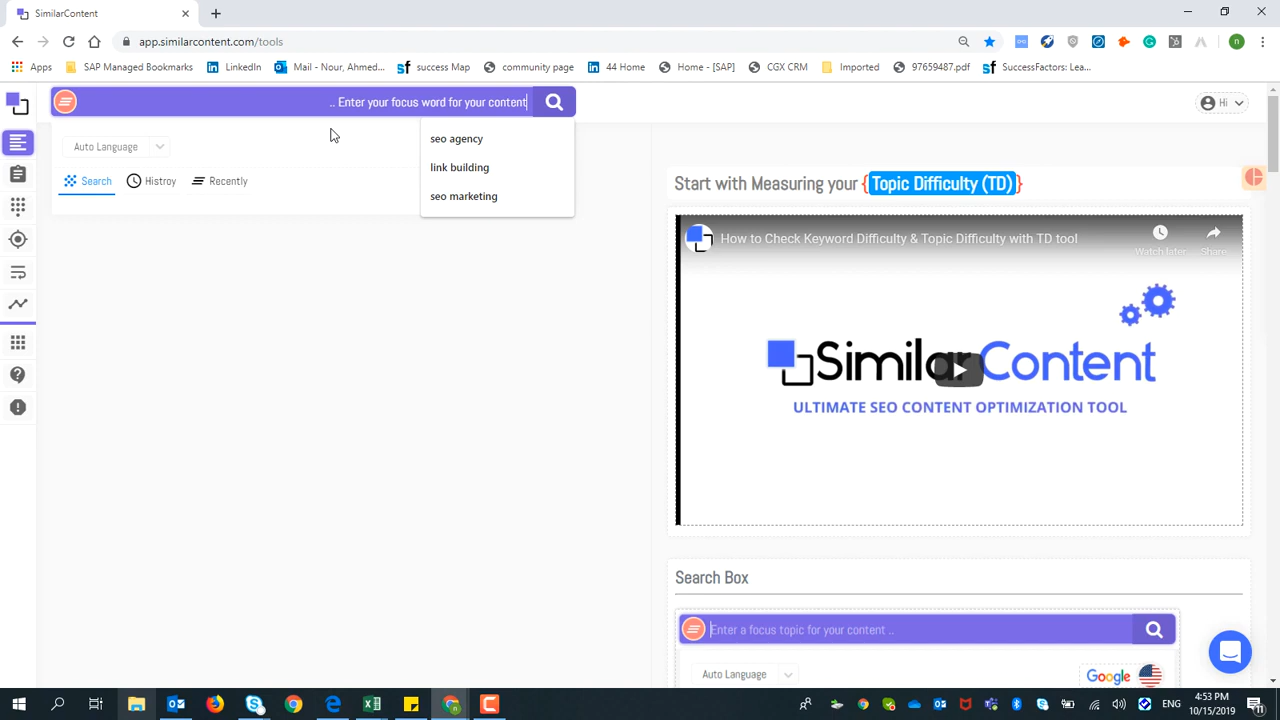 SimilarContent
app.similarcontent.com/tools
Apps
SAP Managed Bookmarks
LinkedIn
Mail - Nour, Ahmed...
success Map
community page
44 Home
Home - [SAP]
CGX CRM
Imported
97659487.pdf
SuccessFactors: Lea...
.. Enter your focus word for your content
Hi
seo agency
link building
seo marketing
Auto Language
Search
Histroy
Recently
Start with Measuring your {Topic Difficulty (TD)}
How to Check Keyword Difficulty & Topic Difficulty with TD tool
Watch later
Share
SimilarContent
ULTIMATE SEO CONTENT OPTIMIZATION TOOL
Search Box
Enter a focus topic for your content ..
Auto Language
Google
ENG
4:53 PM
10/15/2019